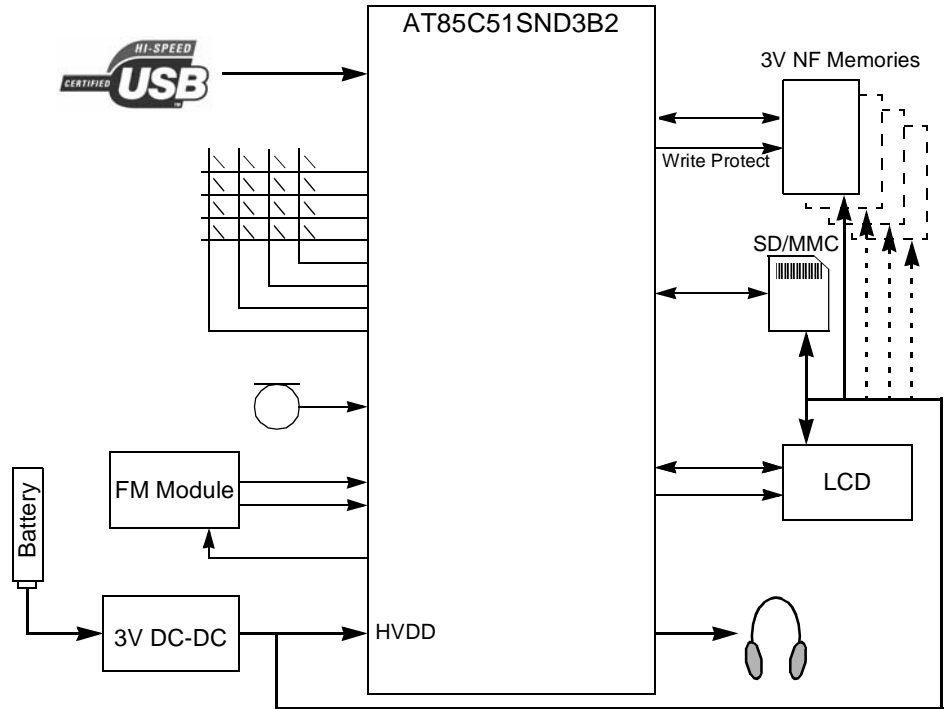 AT85C51SND3B2
HI-SPEED
CERTIFIED
USB
TM
3V NF Memories
Write Protect
SD/MMC
FM Module
LCD
Battery
3V DC-DC
HVDD